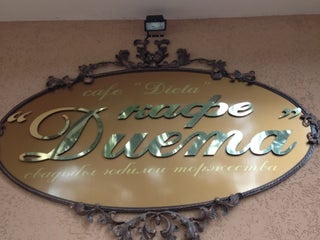 cafe "Dieta"
кафе
"Диета"
свадьбы юбилеи торжества